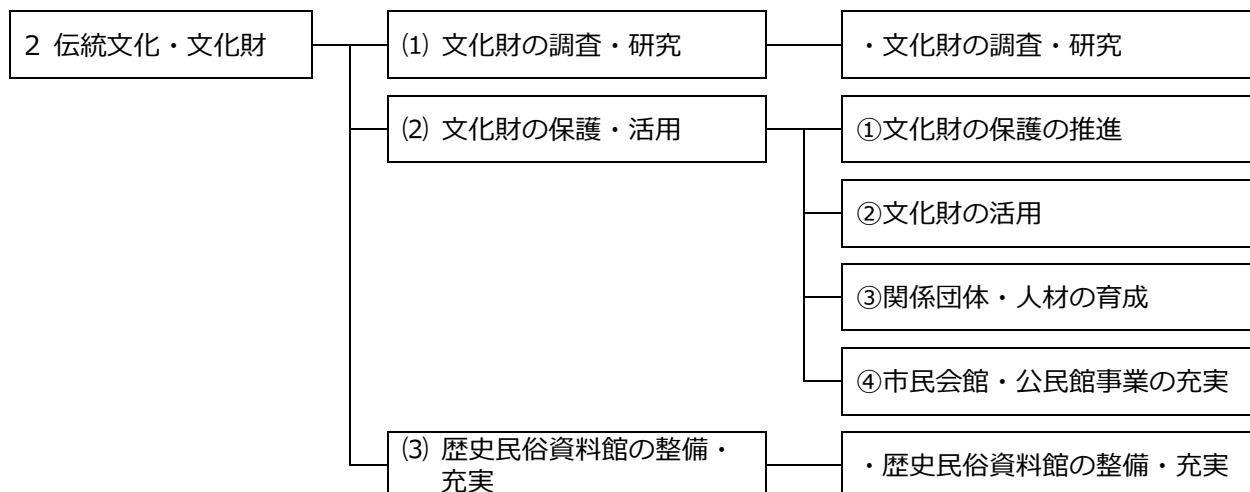 2 伝統文化・文化財
⑴ 文化財の調査・研究
・文化財の調査・研究
⑵ 文化財の保護・活用
①文化財の保護の推進
②文化財の活用
③関係団体・人材の育成
④市民会館・公民館事業の充実
⑶ 歴史民俗資料館の整備・
充実
・歴史民俗資料館の整備・充実